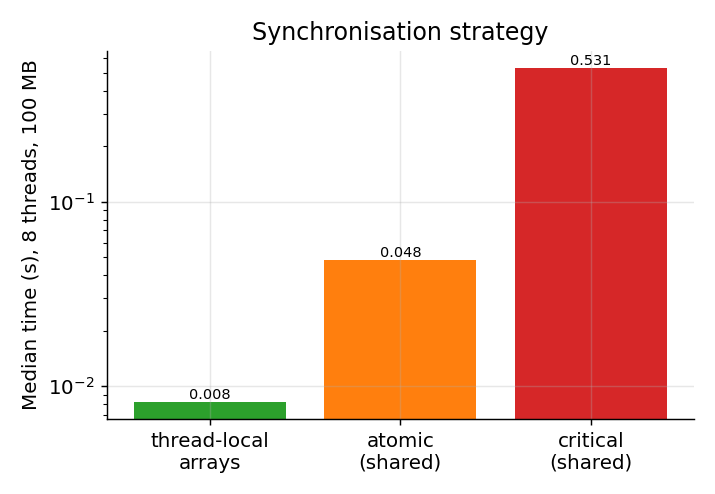 Synchronisation strategy
Median time (s), 8 threads, 100 MB
10⁻¹
10⁻²
0.008
0.048
0.531
thread-local
arrays
atomic
(shared)
critical
(shared)